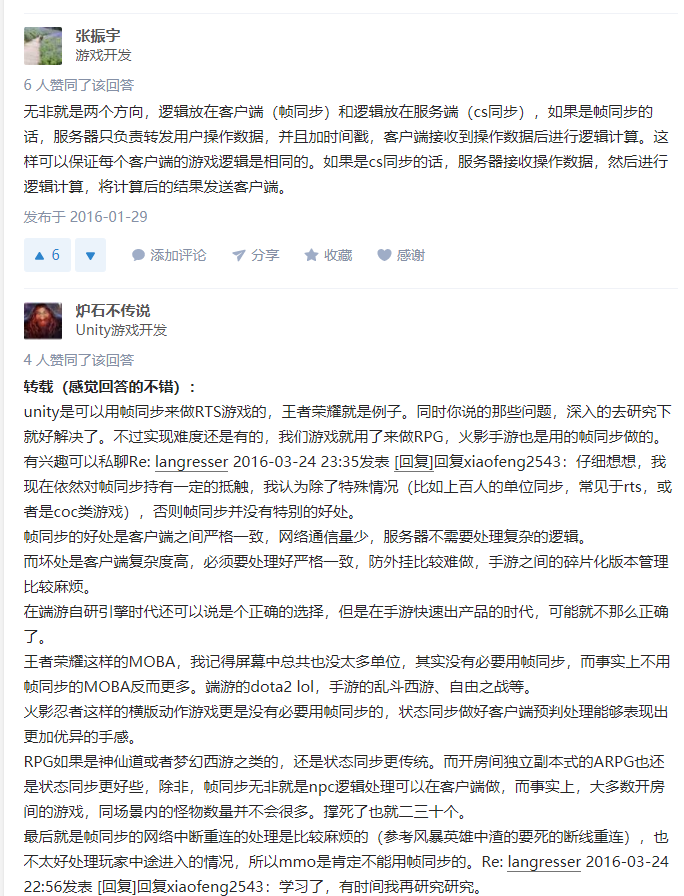 张振宇
游戏开发
6 人赞同了该回答
无非就是两个方向，逻辑放在客户端（帧同步）和逻辑放在服务端（cs同步），如果是帧同步的
话，服务器只负责转发用户操作数据，并且加时间戳，客户端接收到操作数据后进行逻辑计算。这
样可以保证每个客户端的游戏逻辑是相同的。如果是cs同步的话，服务器接收操作数据，然后进行
逻辑计算，将计算后的结果发送客户端。
发布于 2016-01-29
6 添加评论 分享 收藏 感谢
炉石不传说
Unity游戏开发
4 人赞同了该回答
转载（感觉回答的不错）：
unity是可以用帧同步来做RTS游戏的，王者荣耀就是例子。同时你说的那些问题，深入的去研究下
就好解决了。不过实现难度还是有的，我们游戏就用了来做RPG，火影手游也是用的帧同步做的。
有兴趣可以私聊Re: langresser 2016-03-24 23:35发表 [回复]回复xiaofeng2543：仔细想想，我
现在依然对帧同步持有一定的抵触，我认为除了特殊情况（比如上百人的单位同步，常见于rts，或
者是coc类游戏），否则帧同步并没有特别的好处。
帧同步的好处是客户端之间严格一致，网络通信量少，服务器不需要处理复杂的逻辑。
而坏处是客户端复杂度高，必须要处理好严格一致，防外挂比较难做，手游之间的碎片化版本管理
比较麻烦。
在端游自研引擎时代还可以说是个正确的选择，但是在手游快速出产品的时代，可能就不那么正确
了。
王者荣耀这样的MOBA，我记得屏幕中总共也没太多单位，其实没有必要用帧同步，而事实上不用
帧同步的MOBA反而更多。端游的dota2 lol，手游的乱斗西游、自由之战等。
火影忍者这样的横版动作游戏更是没有必要用帧同步的，状态同步做好客户端预判处理能够表现出
更加优异的手感。
RPG如果是神仙道或者梦幻西游之类的，还是状态同步更传统。而开房间独立副本式的ARPG也还
是状态同步更好些，除非，帧同步无非就是npc逻辑处理可以在客户端做，而事实上，大多数开房
间的游戏，同场景内的怪物数量并不会很多。撑死了也就二三十个。
最后就是帧同步的网络中断重连的处理是比较麻烦的（参考风暴英雄中渣的要死的断线重连），也
不太好处理玩家中途进入的情况，所以mmo是肯定不能用帧同步的。Re: langresser 2016-03-24
22:56发表 [回复]回复xiaofeng2543：学习了，有时间我再研究研究。